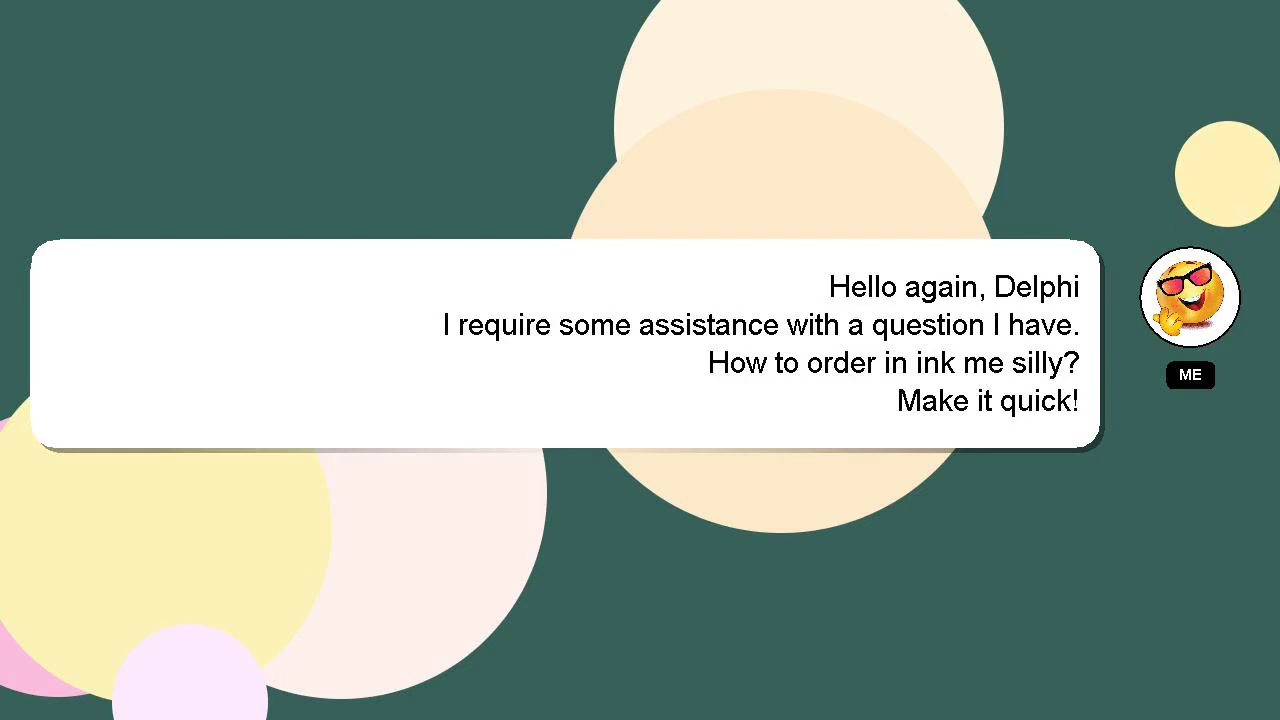 Hello again, Delphi
I require some assistance with a question I have.
How to order in ink me silly?
Make it quick!
ME